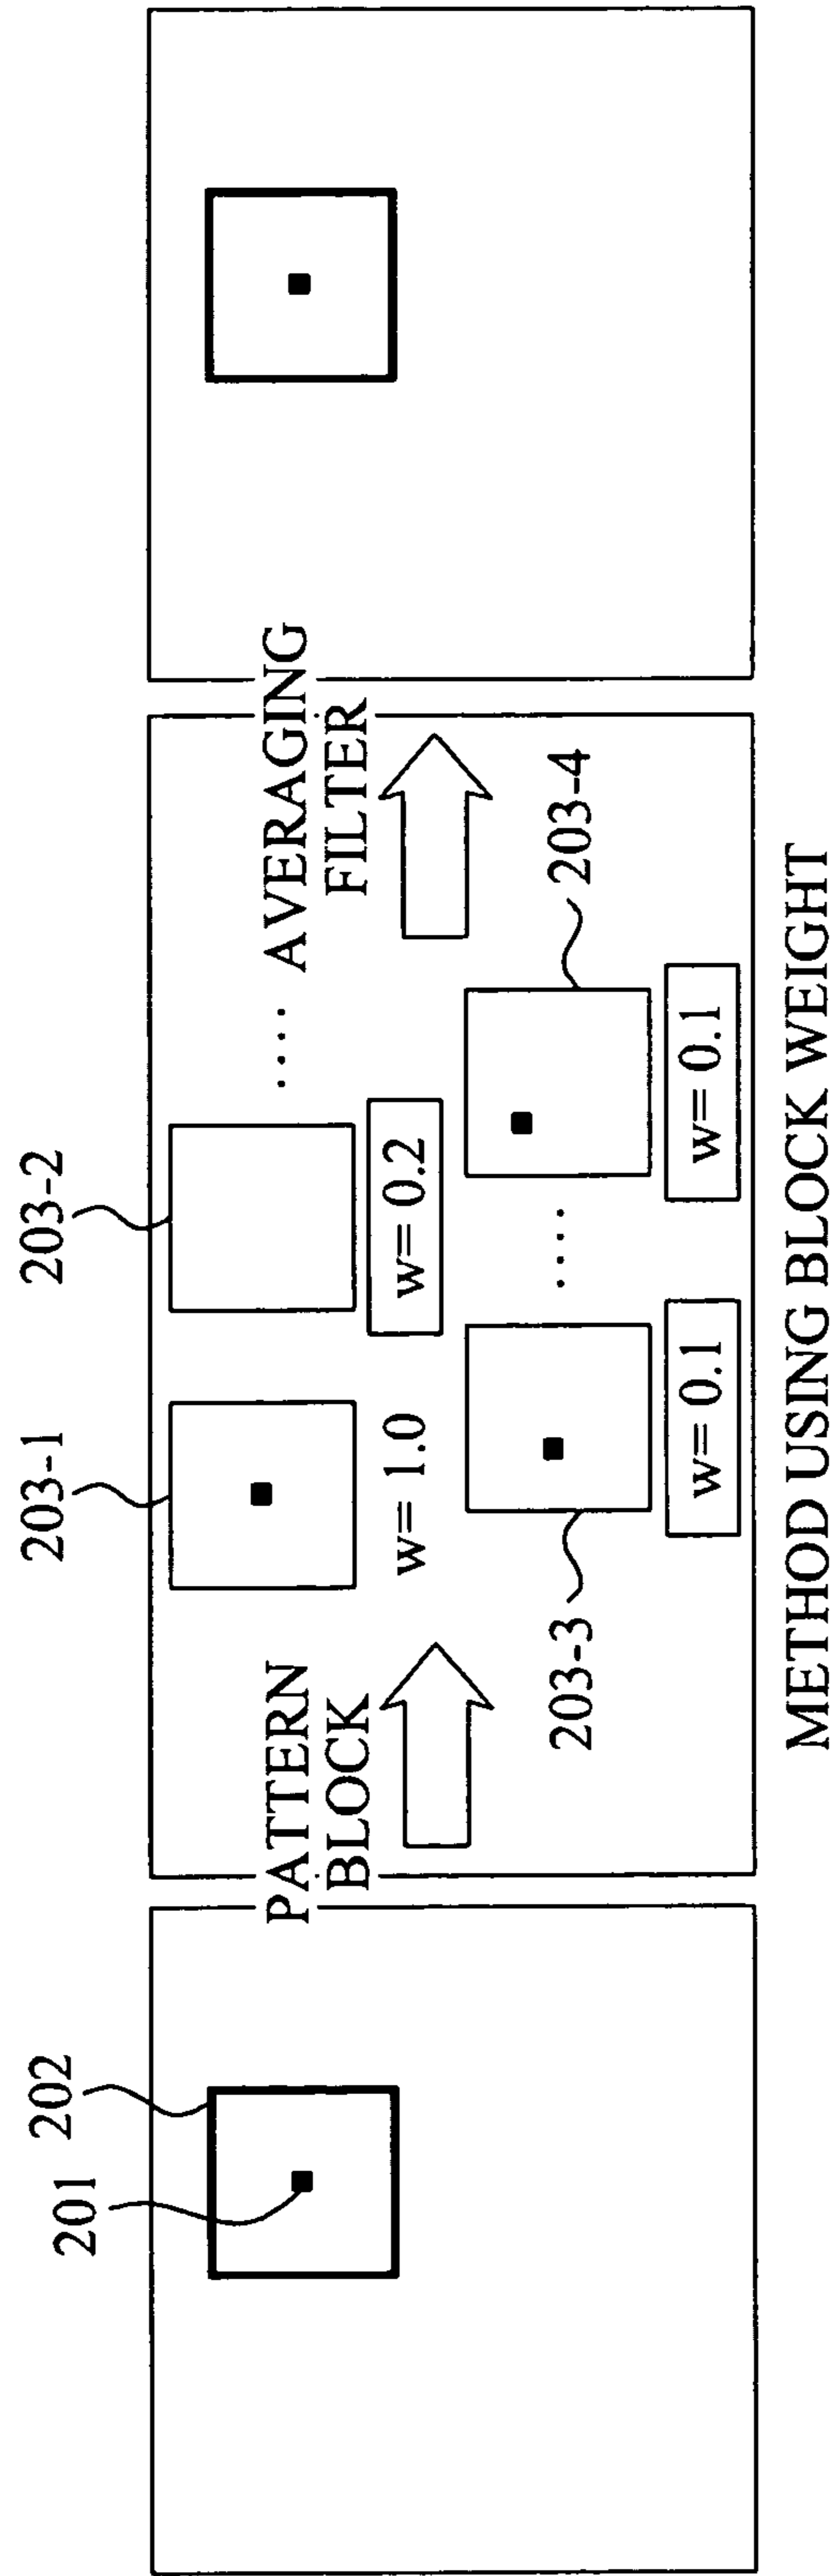 201
202
PATTERN
BLOCK
203-1
w= 1.0
203-2
w= 0.2
....
203-3
w= 0.1
....
203-4
w= 0.1
AVERAGING
FILTER
METHOD USING BLOCK WEIGHT